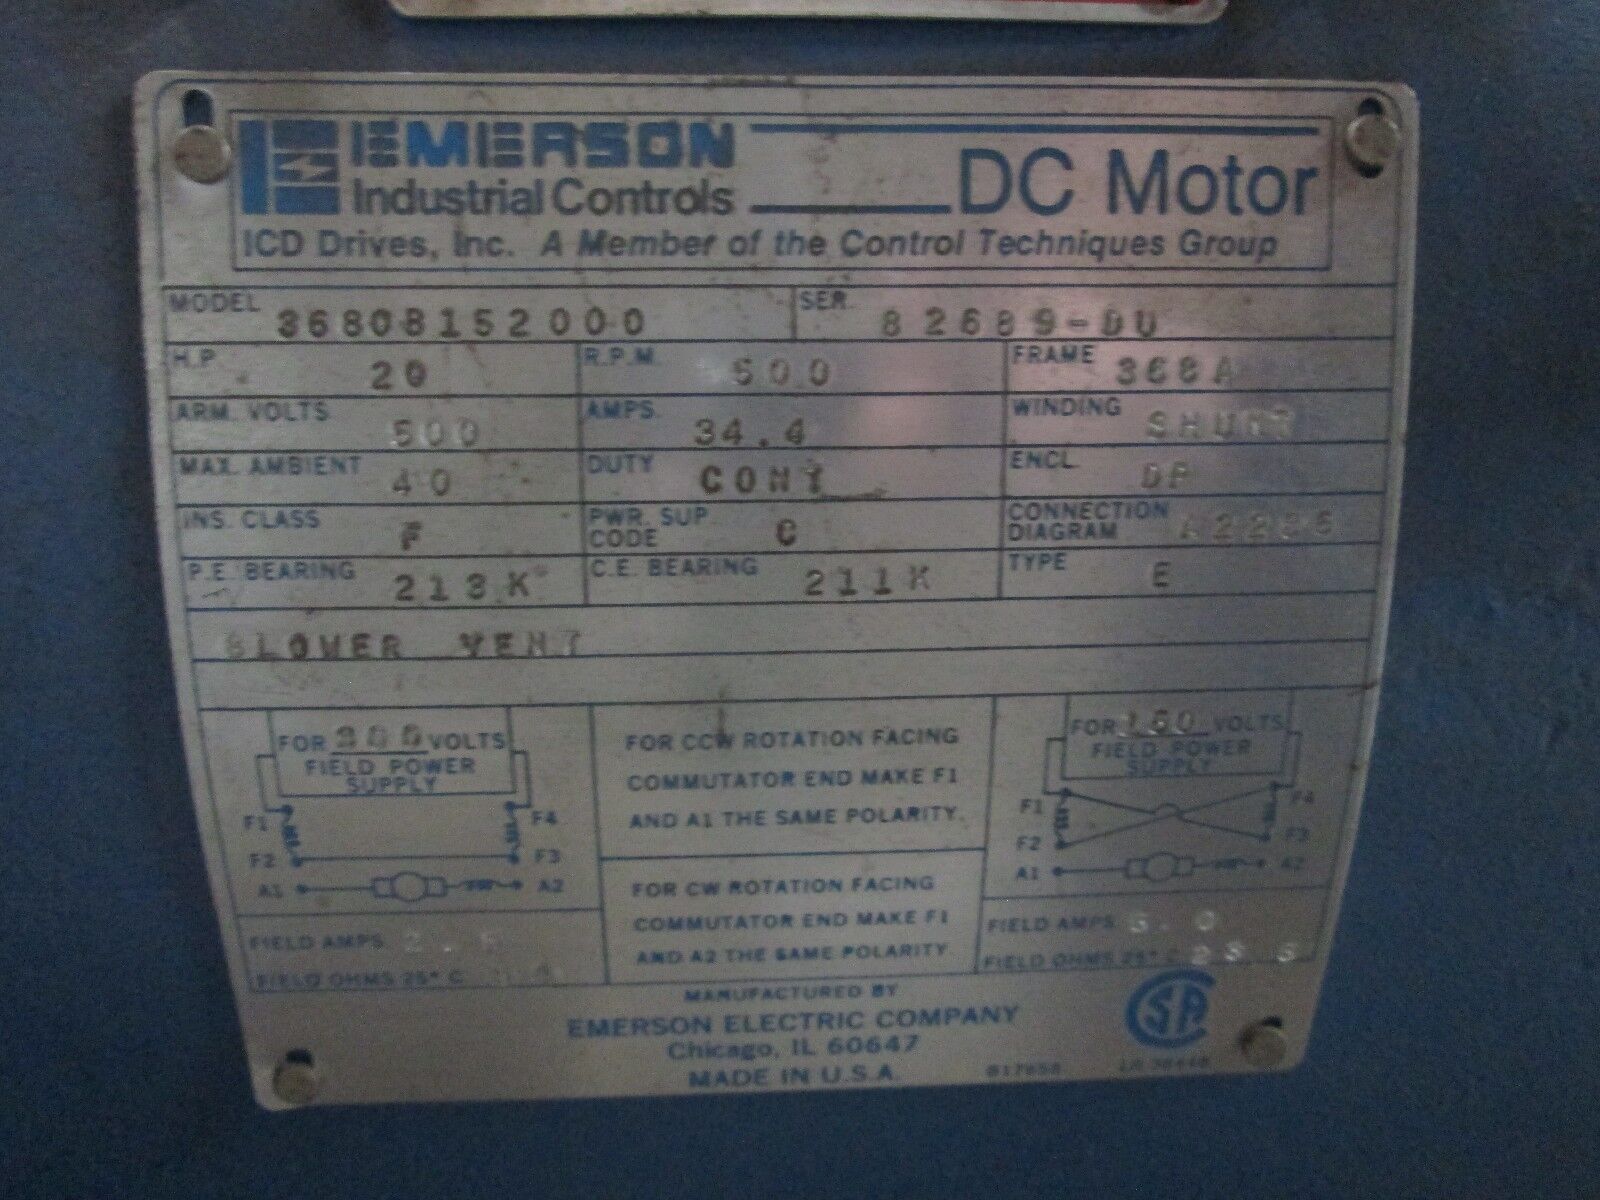 EMERSON
Industrial Controls
DC Motor
ICD Drives, Inc. A Member of the Control Techniques Group
MODEL 36808152000 SER. 82689-DU
H.P 20 R.P.M. 500 FRAME 368A
ARM. VOLTS 500 AMPS. 34.4 WINDING SHUNT
MAX. AMBIENT 40 DUTY CONT ENCL. DP
INS. CLASS F PWR. SUP CODE C CONNECTION DIAGRAM
P.E. BEARING 213K C.E. BEARING 211K TYPE E
BLOWER VENT
FOR 300 VOLTS
FIELD POWER
SUPPLY
F1 F4
F2 F3
A1 A2
FIELD AMPS
FIELD OHMS 25° C
FOR CCW ROTATION FACING
COMMUTATOR END MAKE F1
AND A1 THE SAME POLARITY.
FOR CW ROTATION FACING
COMMUTATOR END MAKE F1
AND A2 THE SAME POLARITY
FOR 150 VOLTS
FIELD POWER
SUPPLY
F1 F4
F2 F3
A1 A2
FIELD AMPS 5.0
FIELD OHMS 25° C
MANUFACTURED BY
EMERSON ELECTRIC COMPANY
Chicago, IL 60647
MADE IN U.S.A.
CSA